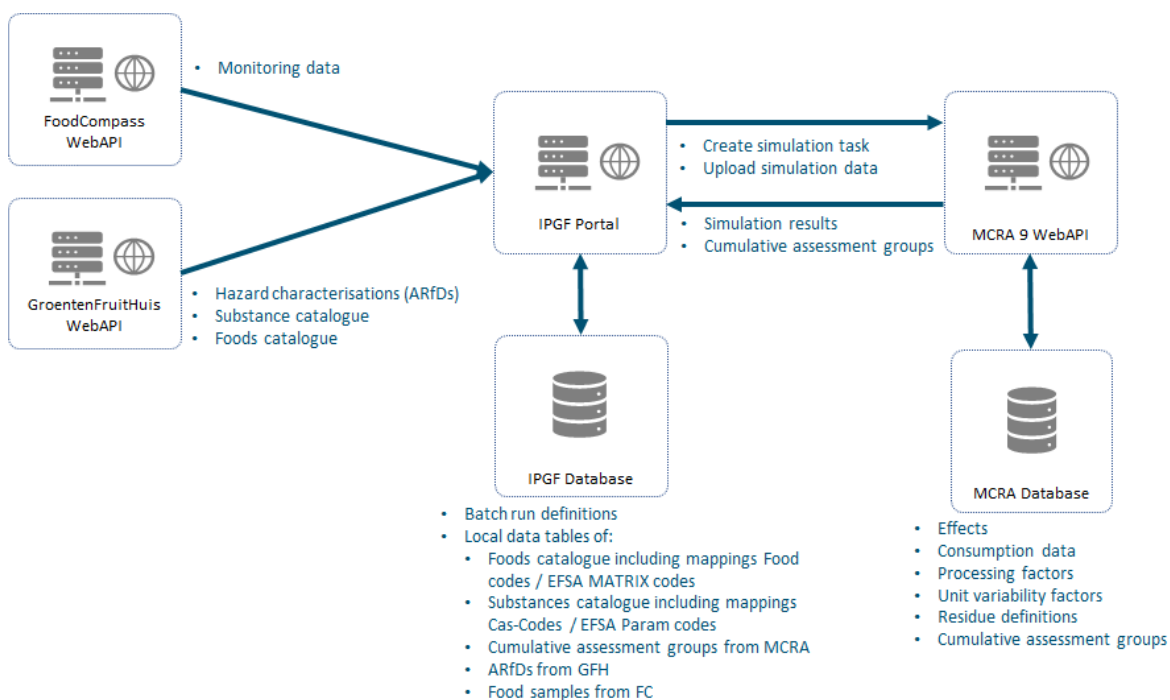 FoodCompass
WebAPI
• Monitoring data
GroentenFruitHuis
WebAPI
• Hazard characterisations (ARfDs)
• Substance catalogue
• Foods catalogue
IPGF Portal
• Create simulation task
• Upload simulation data
• Simulation results
• Cumulative assessment groups
MCRA 9 WebAPI
IPGF Database
• Batch run definitions
• Local data tables of:
• Foods catalogue including mappings Food
codes / EFSA MATRIX codes
• Substances catalogue including mappings
Cas-Codes / EFSA Param codes
• Cumulative assessment groups from MCRA
• ARfDs from GFH
• Food samples from FC
MCRA Database
• Effects
• Consumption data
• Processing factors
• Unit variability factors
• Residue definitions
• Cumulative assessment groups